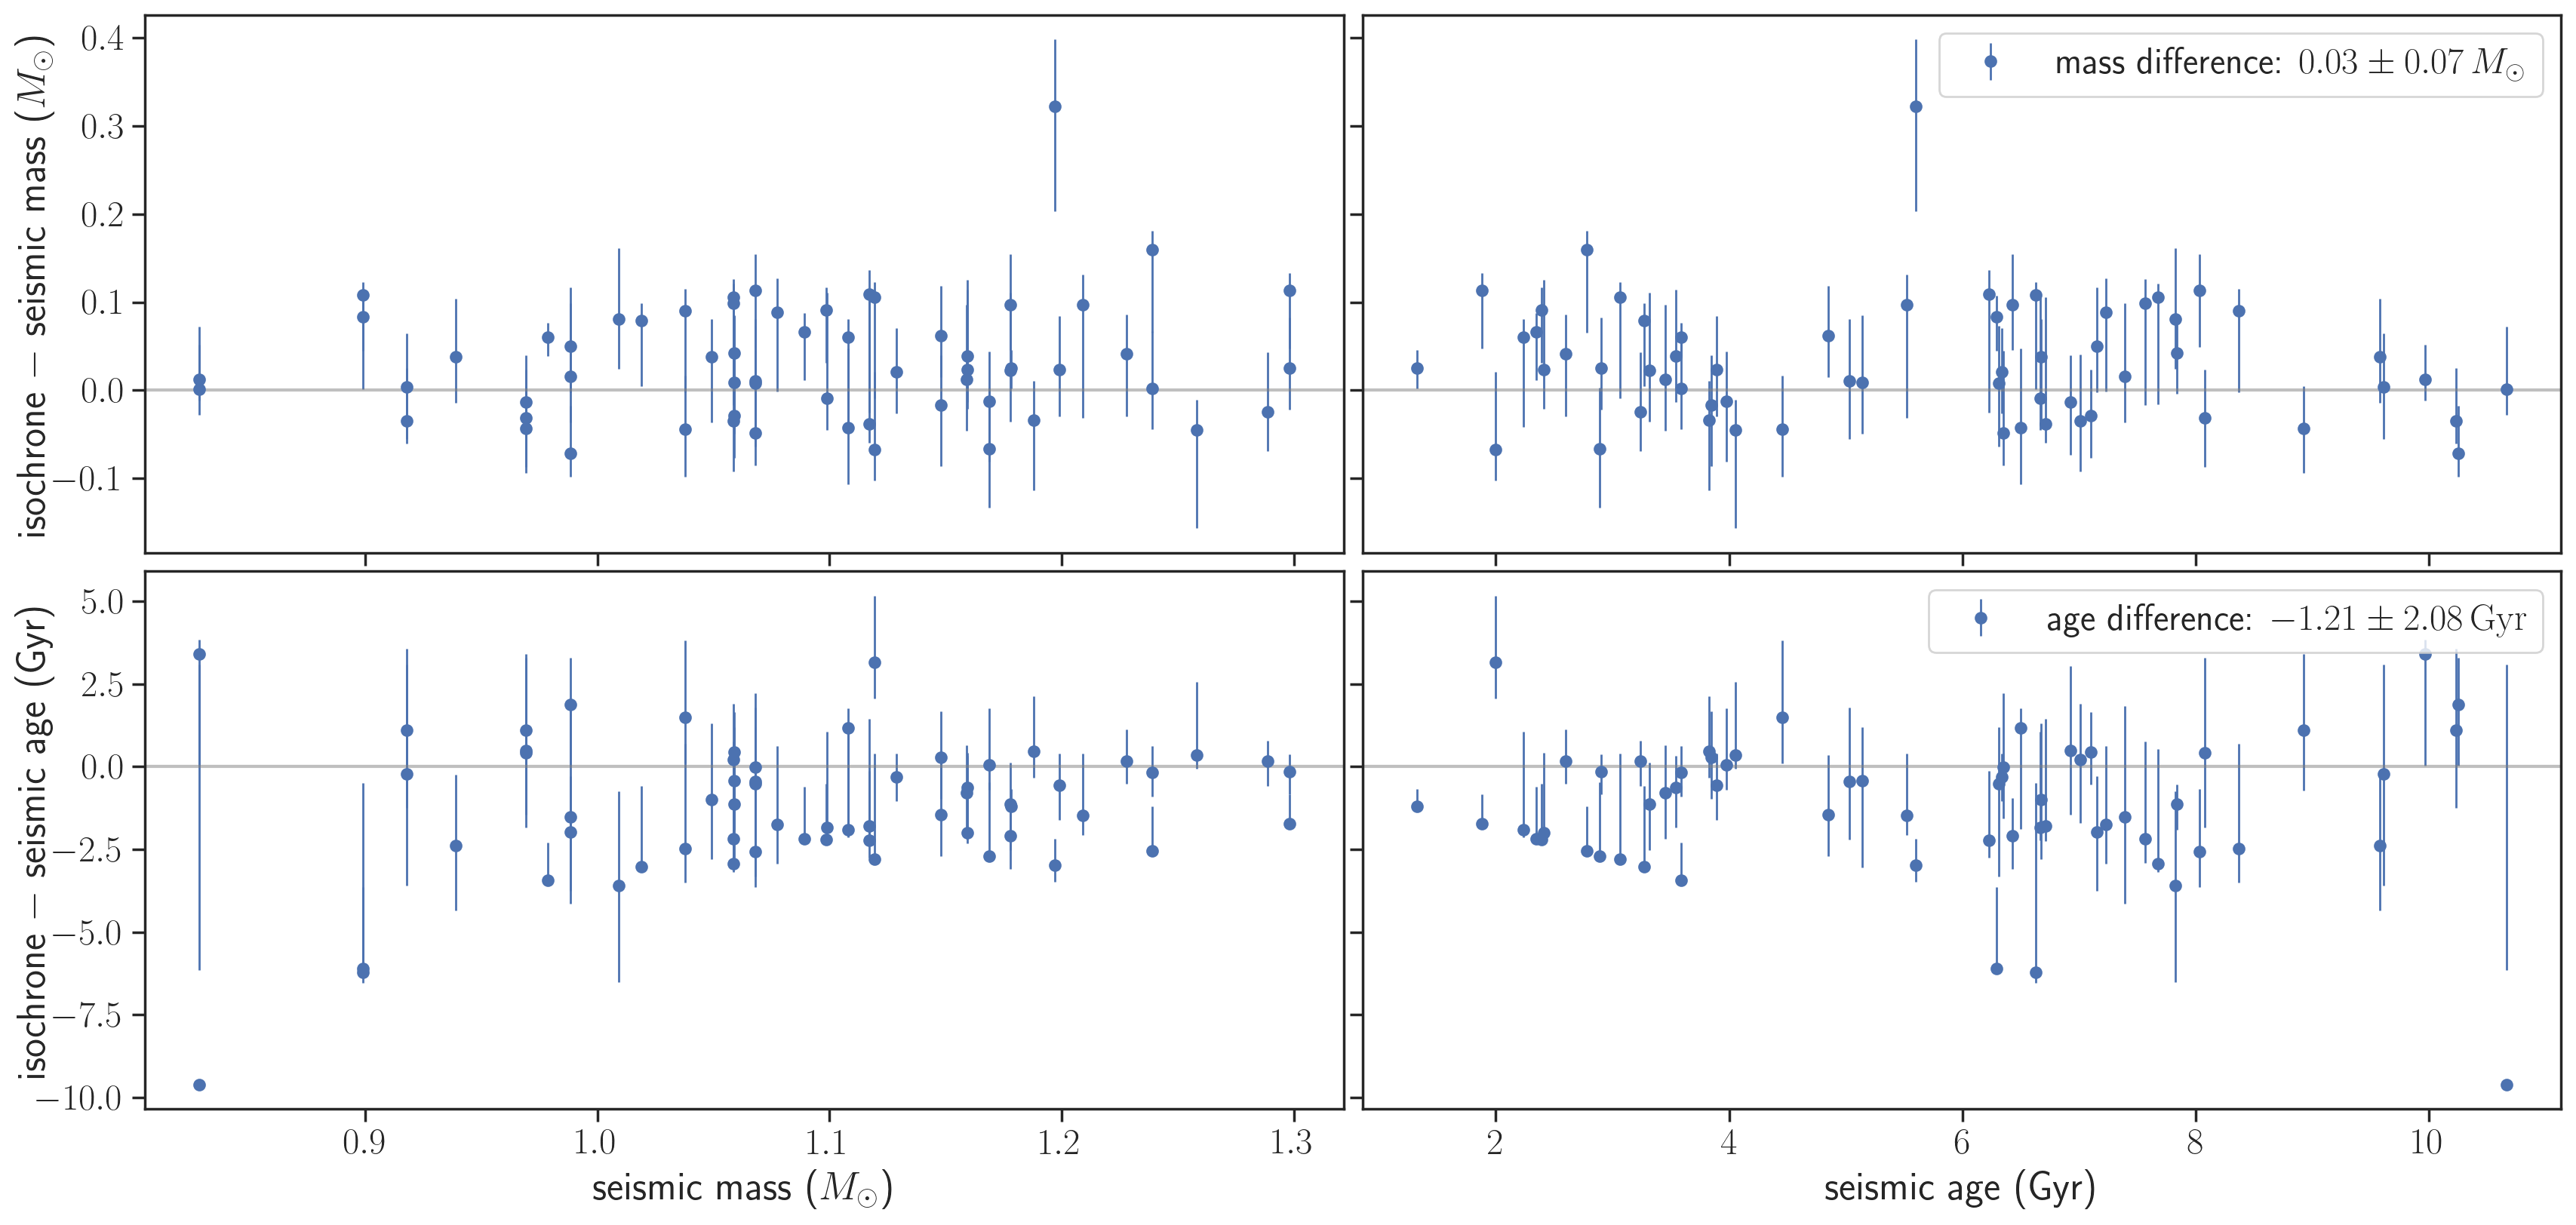 isochrone − seismic mass (M⊙)
0.4
0.3
0.2
0.1
0.0
−0.1
mass difference: 0.03 ± 0.07 M⊙
isochrone − seismic age (Gyr)
5.0
2.5
0.0
−2.5
−5.0
−7.5
−10.0
age difference: −1.21 ± 2.08 Gyr
0.9 1.0 1.1 1.2 1.3
seismic mass (M⊙)
2 4 6 8 10
seismic age (Gyr)